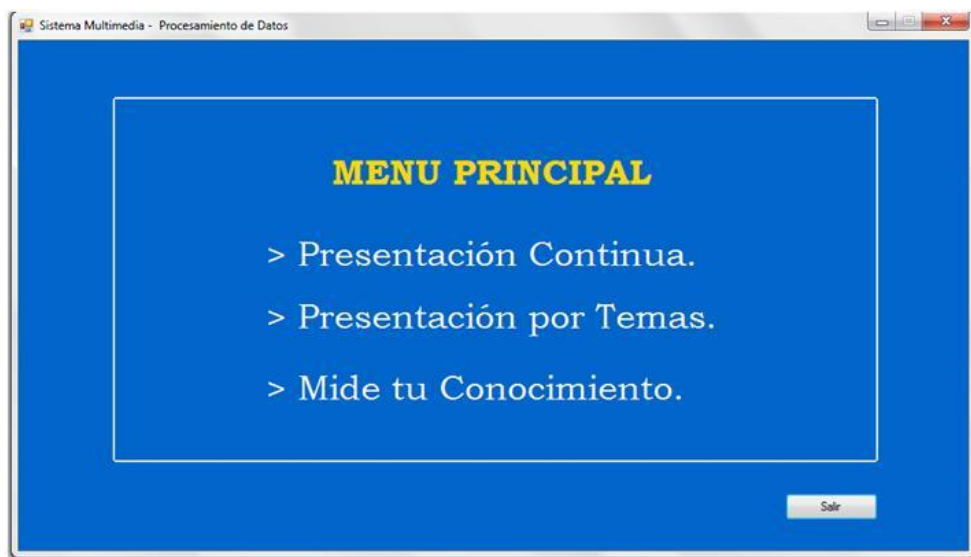 Sistema Multimedia - Procesamiento de Datos
MENU PRINCIPAL
> Presentación Continua.
> Presentación por Temas.
> Mide tu Conocimiento.
Salir